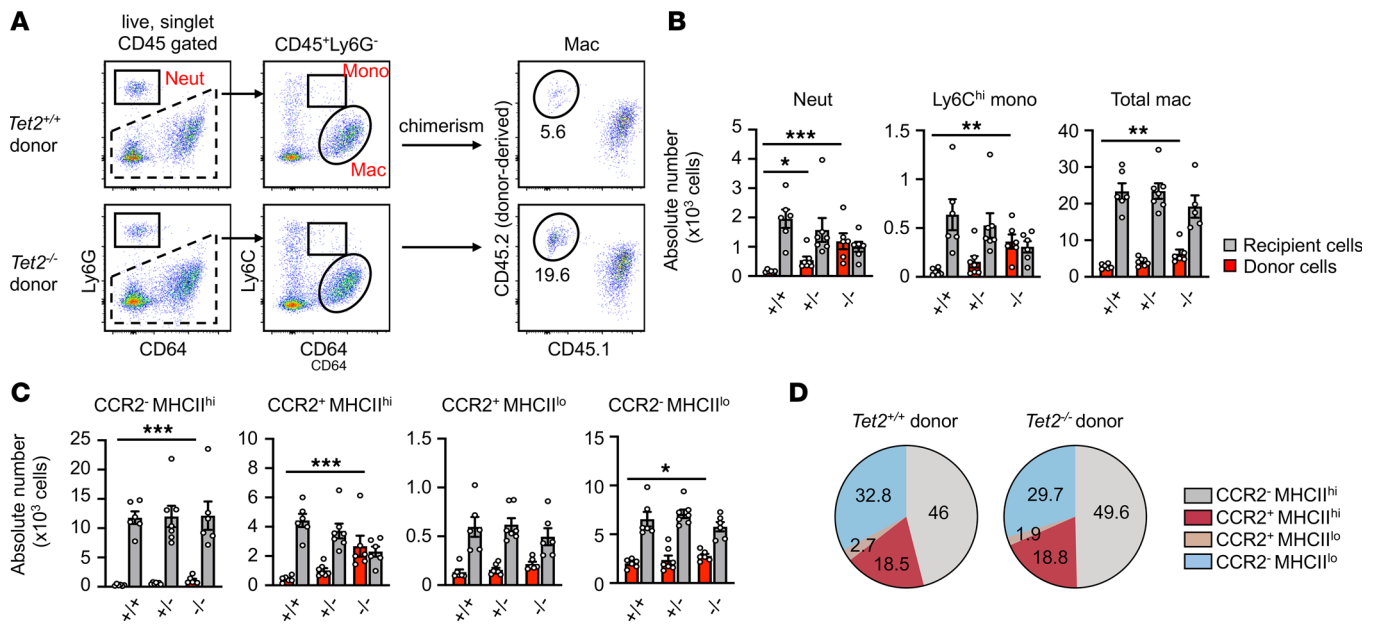 A
live, singlet
CD45 gated
CD45+Ly6G-
Mac
Tet2+/+
donor
Neut
Mono
Mac
chimerism
5.6
Tet2-/-
donor
19.6
Ly6G
Ly6C
CD45.2 (donor-derived)
CD64
CD64
CD64
CD45.1
B
Neut
Ly6Chi mono
Total mac
Absolute number
(x103 cells)
5
4
3
2
1
0
***
*
+/+
+/-
-/-
1.5
1
0.5
0
**
+/+
+/-
-/-
40
30
20
10
0
**
+/+
+/-
-/-
Recipient cells
Donor cells
C
CCR2- MHCIIhi
CCR2+ MHCIIhi
CCR2+ MHCIIlo
CCR2- MHCIIlo
Absolute number
(x103 cells)
25
20
15
10
5
0
***
+/+
+/-
-/-
10
8
6
4
2
0
***
+/+
+/-
-/-
1.5
1.0
0.5
0
+/+
+/-
-/-
15
10
5
0
*
+/+
+/-
-/-
D
Tet2+/+ donor
Tet2-/- donor
32.8
46
2.7
18.5
29.7
49.6
1.9
18.8
CCR2- MHCIIhi
CCR2+ MHCIIhi
CCR2+ MHCIIlo
CCR2- MHCIIlo